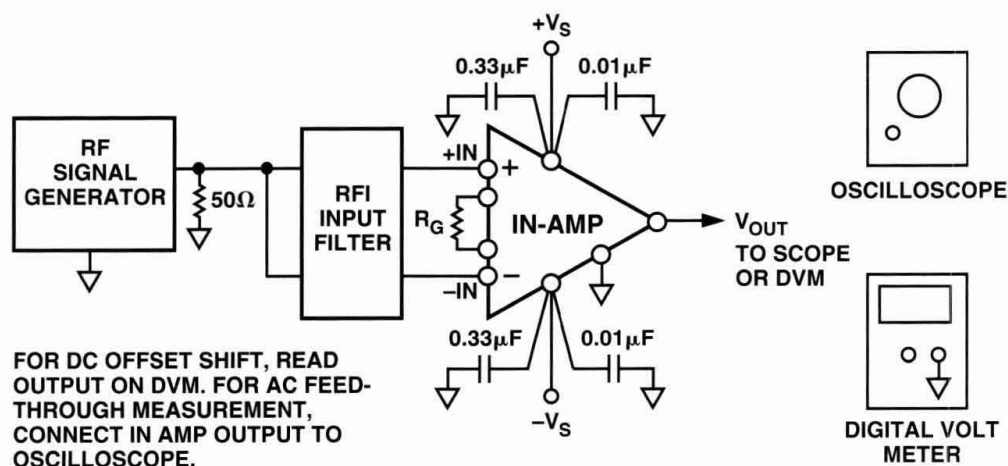 +VS
0.33µF
0.01µF
RF
SIGNAL
GENERATOR
50Ω
RFI
INPUT
FILTER
+IN
+
RG
IN-AMP
−
−IN
VOUT
TO SCOPE
OR DVM
OSCILLOSCOPE
0.33µF
0.01µF
−VS
DIGITAL VOLT
METER
FOR DC OFFSET SHIFT, READ
OUTPUT ON DVM. FOR AC FEED-
THROUGH MEASUREMENT,
CONNECT IN AMP OUTPUT TO
OSCILLOSCOPE.